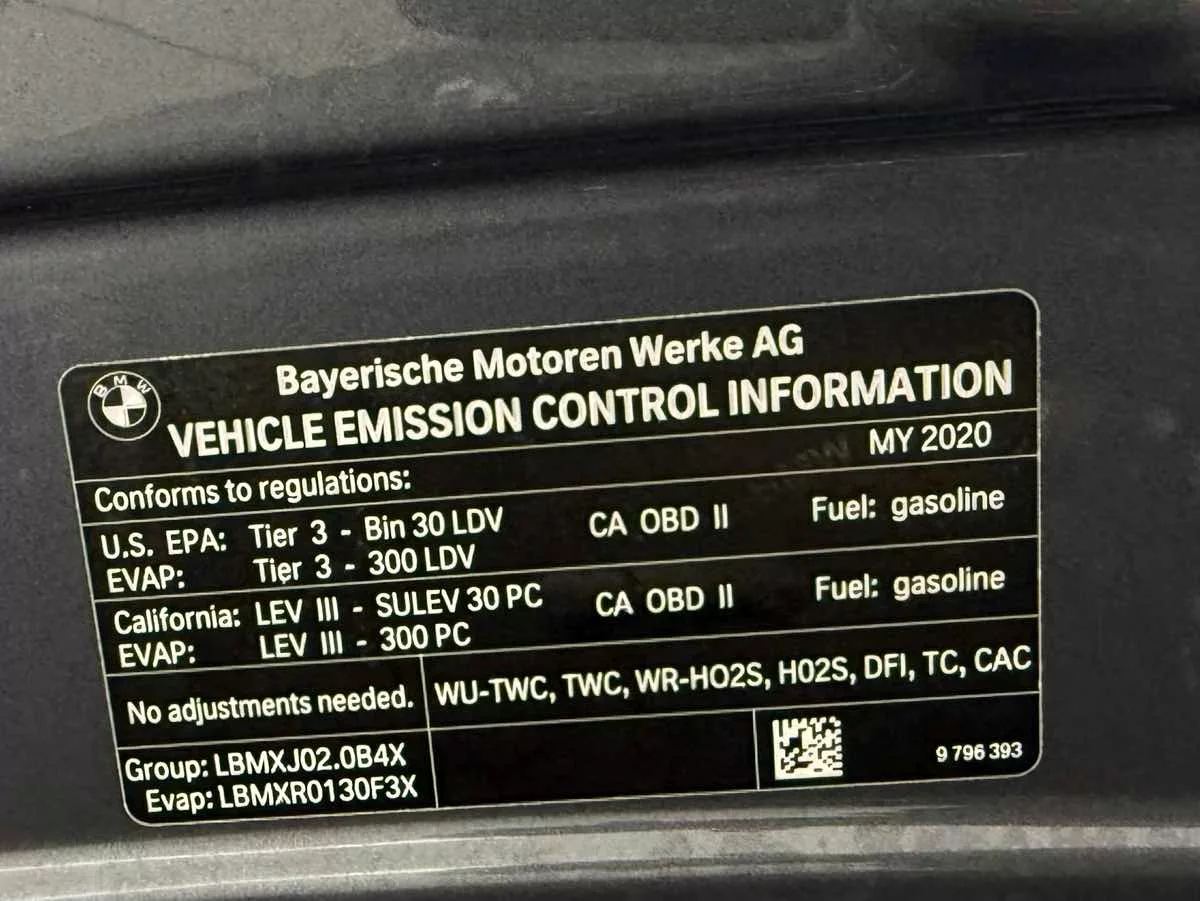 BMW
Bayerische Motoren Werke AG
VEHICLE EMISSION CONTROL INFORMATION
Conforms to regulations:
MY 2020
U.S. EPA: Tier 3 - Bin 30 LDV CA OBD II Fuel: gasoline
EVAP: Tier 3 - 300 LDV
California: LEV III - SULEV 30 PC CA OBD II Fuel: gasoline
EVAP: LEV III - 300 PC
No adjustments needed.
WU-TWC, TWC, WR-HO2S, H02S, DFI, TC, CAC
Group: LBMXJ02.0B4X
Evap: LBMXR0130F3X
9 796 393